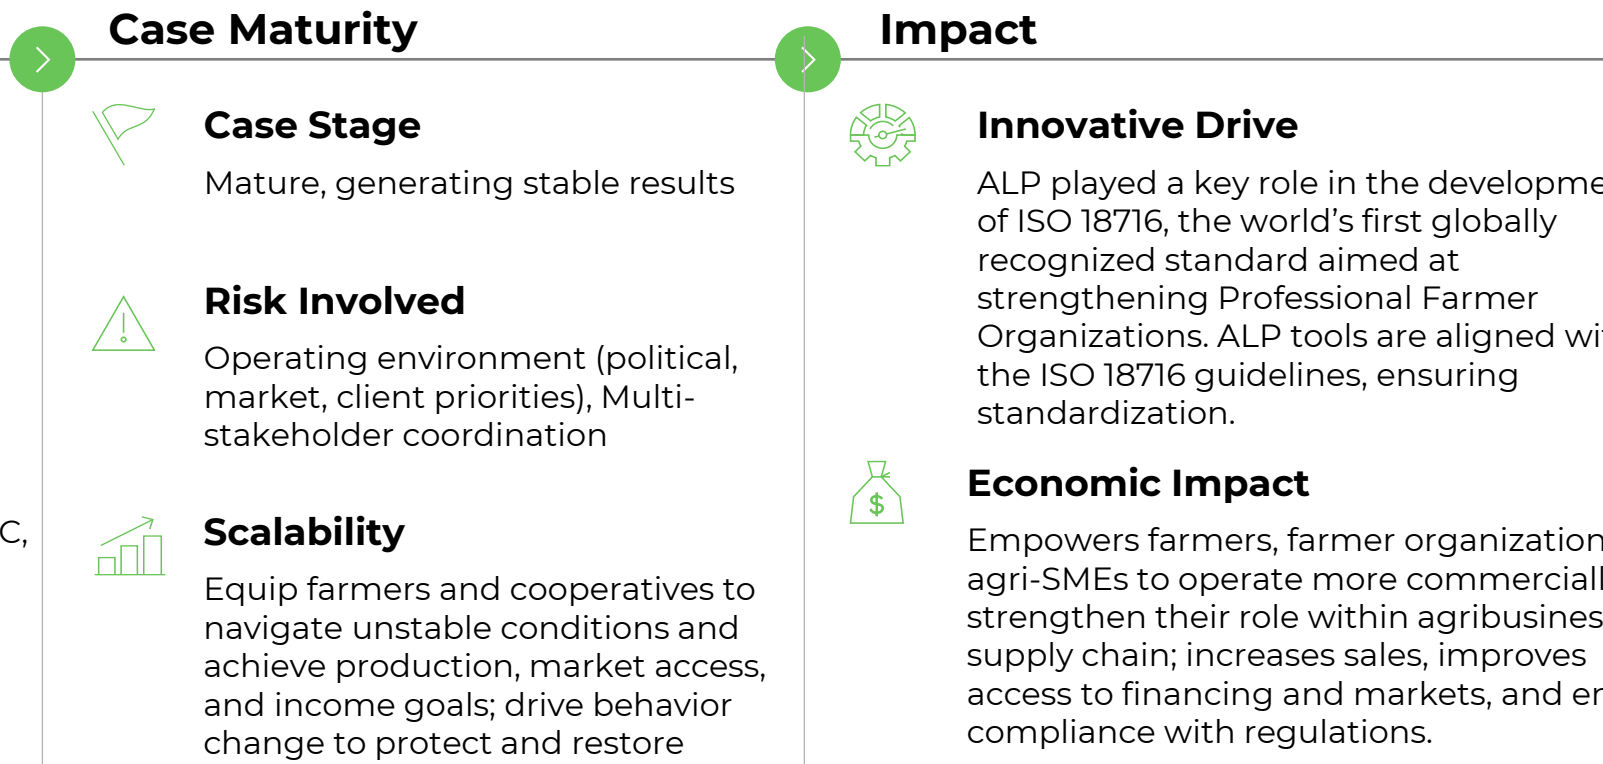 Case Maturity
Case Stage
Mature, generating stable results
Risk Involved
Operating environment (political,
market, client priorities), Multi-
stakeholder coordination
C,
Scalability
Equip farmers and cooperatives to
navigate unstable conditions and
achieve production, market access,
and income goals; drive behavior
change to protect and restore
Impact
Innovative Drive
ALP played a key role in the developme
of ISO 18716, the world’s first globally
recognized standard aimed at
strengthening Professional Farmer
Organizations. ALP tools are aligned wi
the ISO 18716 guidelines, ensuring
standardization.
$
Economic Impact
Empowers farmers, farmer organization
agri-SMEs to operate more commerciall
strengthen their role within agribusines
supply chain; increases sales, improves
access to financing and markets, and e
compliance with regulations.